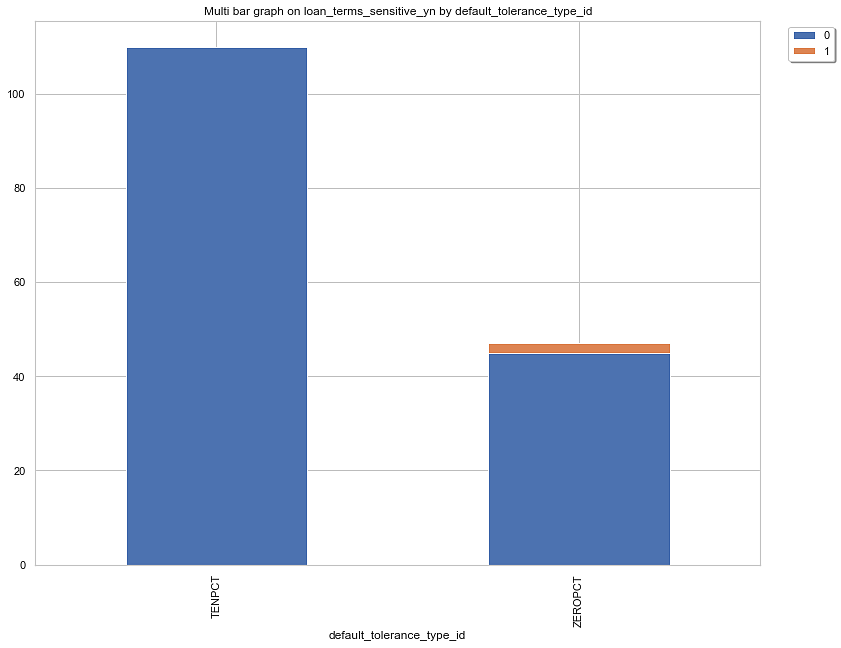 Multi bar graph on loan_terms_sensitive_yn by default_tolerance_type_id
0
1
100
80
60
40
20
0
TENPCT
ZEROPCT
default_tolerance_type_id